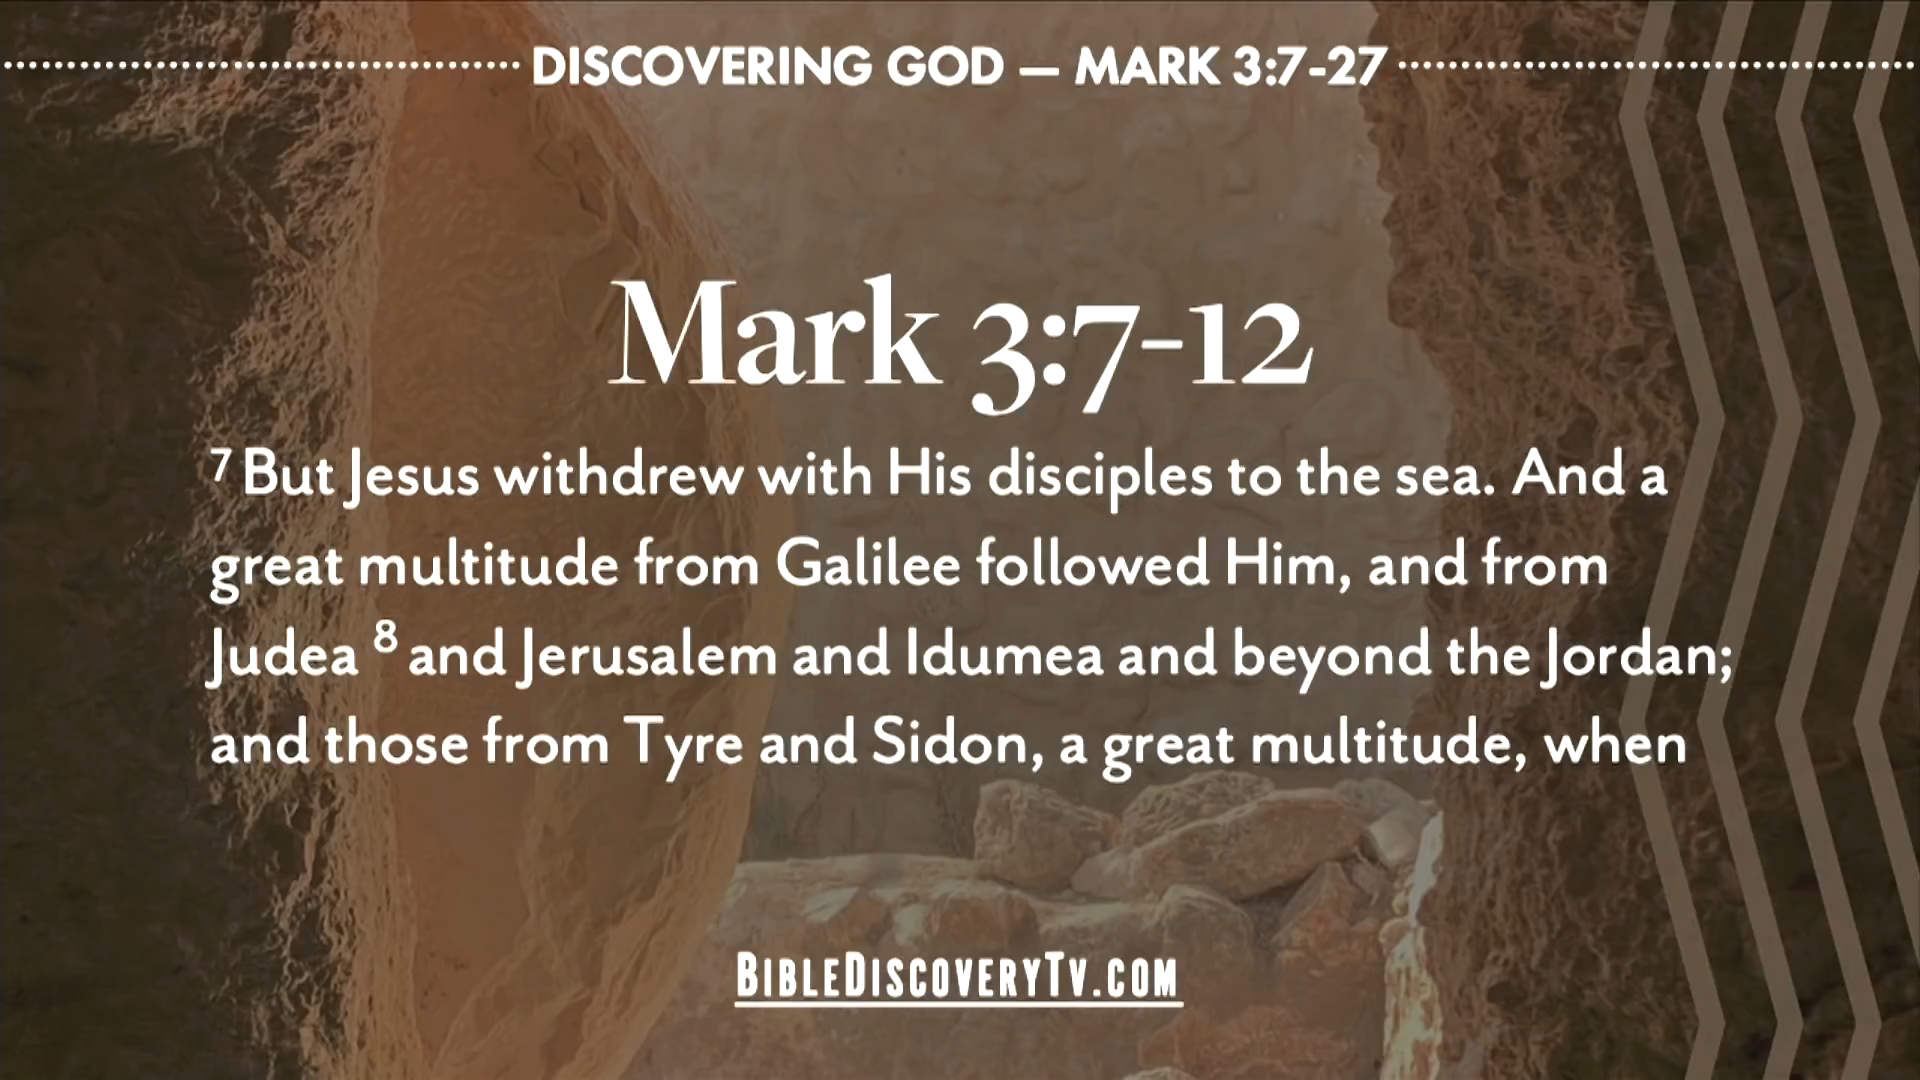 DISCOVERING GOD — MARK 3:7-27
Mark 3:7-12
7 But Jesus withdrew with His disciples to the sea. And a
great multitude from Galilee followed Him, and from
Judea 8 and Jerusalem and Idumea and beyond the Jordan;
and those from Tyre and Sidon, a great multitude, when
BIBLEDISCOVERYTV.COM